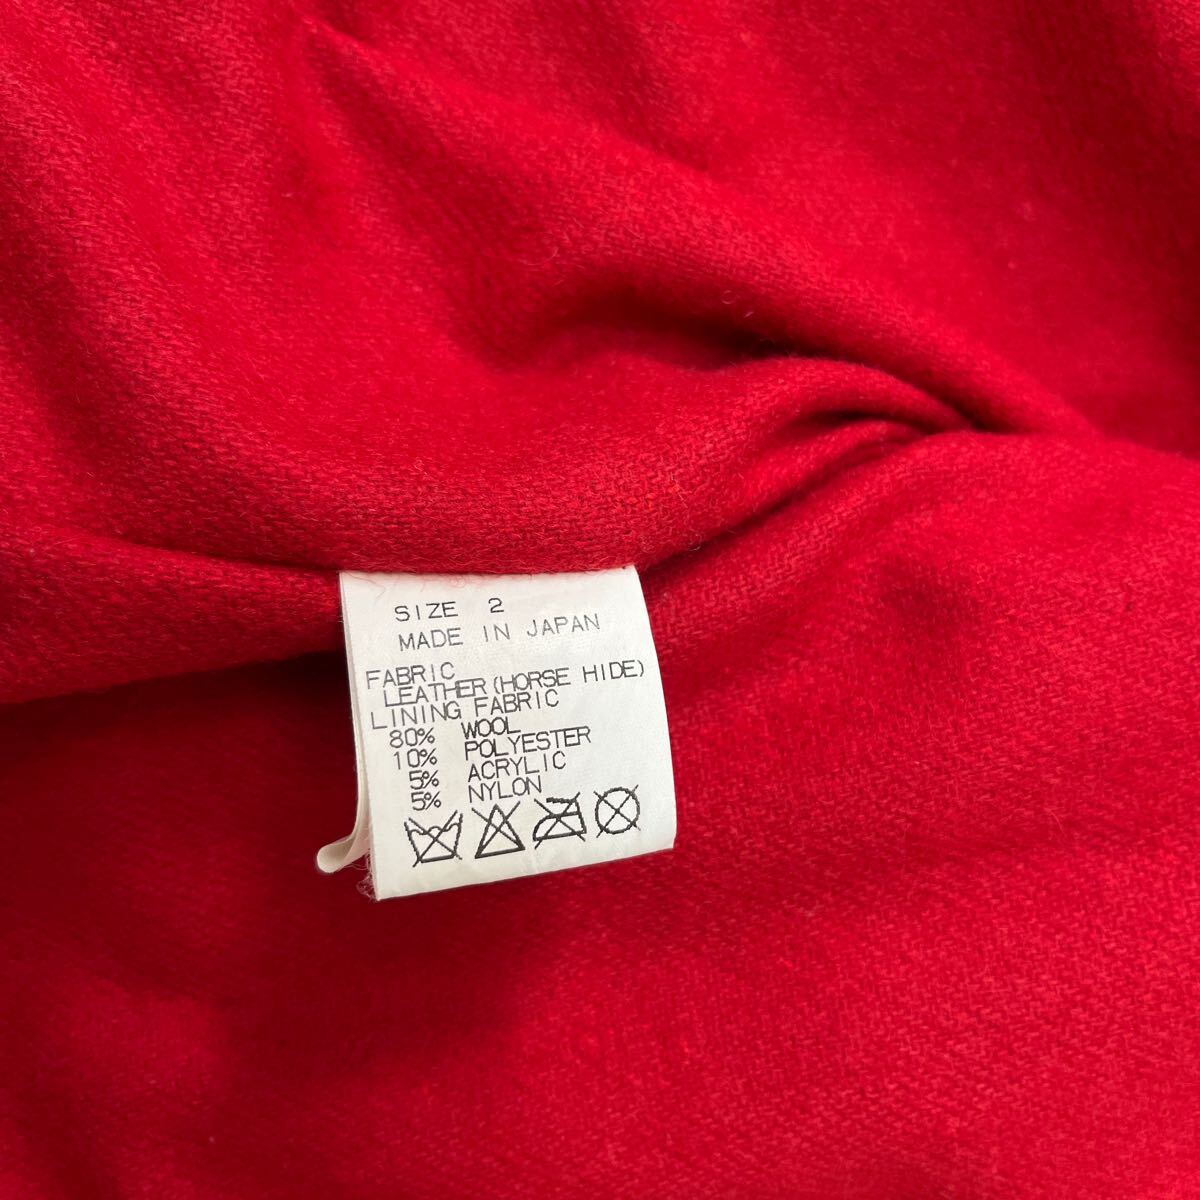 SIZE 2
MADE IN JAPAN
FABRIC
LEATHER(HORSE HIDE)
LINING FABRIC
80% WOOL
10% POLYESTER
5% ACRYLIC
5% NYLON